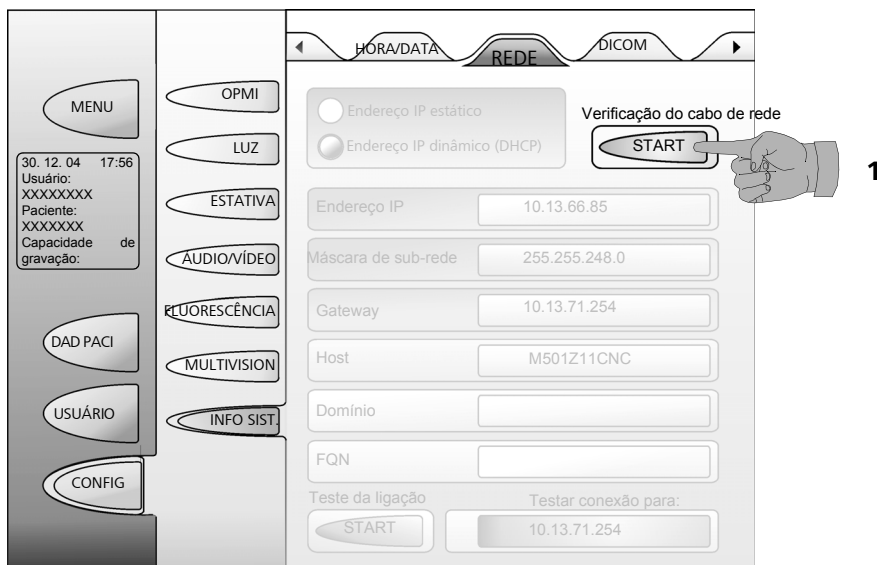 HORA/DATA
REDE
DICOM
MENU
30. 12. 04 17:56
Usuário:
XXXXXXXX
Paciente:
XXXXXXX
Capacidade de
gravação:
DAD PACI
USUÁRIO
CONFIG
OPMI
LUZ
ESTATIVA
ÁUDIO/VÍDEO
FLUORESCÊNCIA
MULTIVISION
INFO SIST.
Endereço IP estático
Endereço IP dinâmico (DHCP)
Verificação do cabo de rede
START
1
Endereço IP 10.13.66.85
Máscara de sub-rede 255.255.248.0
Gateway 10.13.71.254
Host M501Z11CNC
Domínio
FQN
Teste da ligação Testar conexão para:
START 10.13.71.254